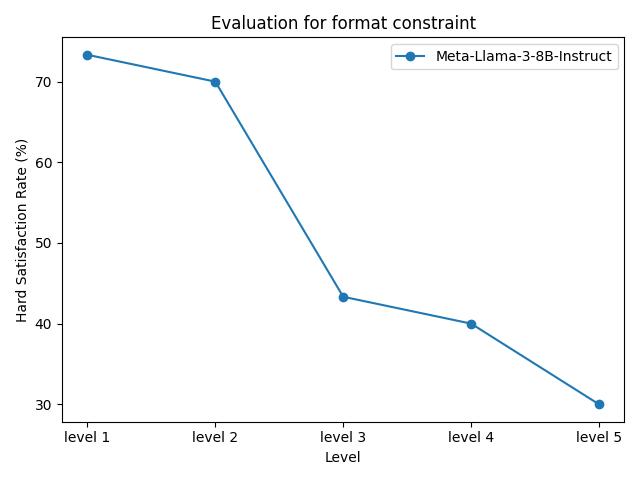 Evaluation for format constraint
Meta-Llama-3-8B-Instruct
Hard Satisfaction Rate (%)
70
60
50
40
30
level 1 level 2 level 3 level 4 level 5
Level